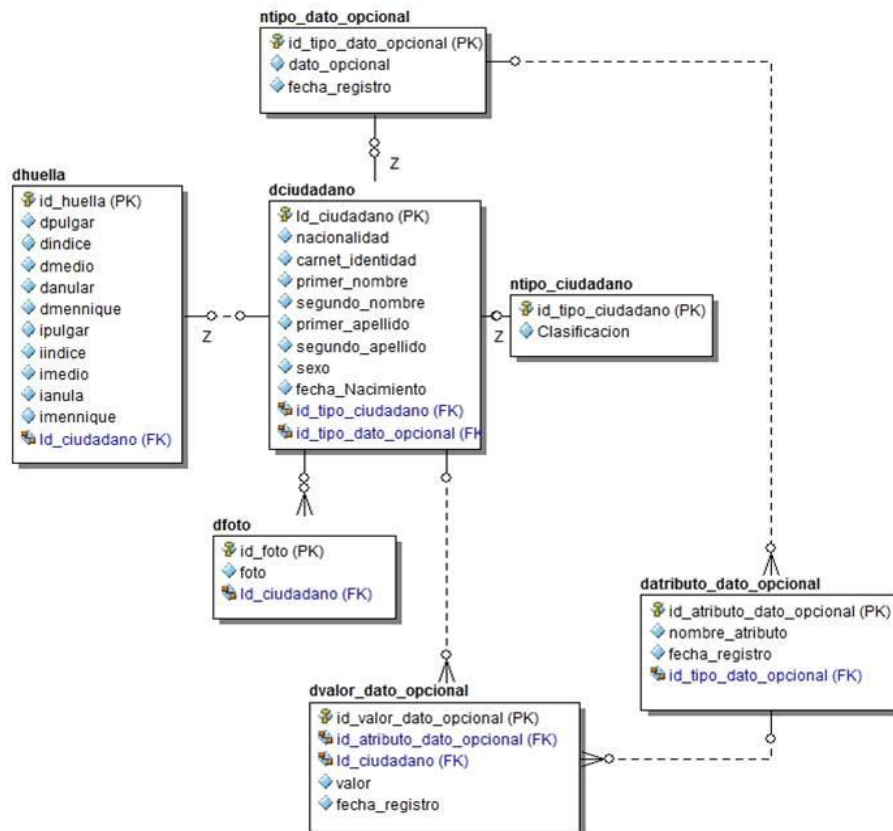 ntipo_dato_opcional
id_tipo_dato_opcional (PK)
dato_opcional
fecha_registro
Z
dhuella
id_huella (PK)
dpulgar
dindice
dmedio
danular
dmennique
ipulgar
iindice
imedio
ianula
imennique
Id_ciudadano (FK)
Z
dciudadano
Id_ciudadano (PK)
nacionalidad
carnet_identidad
primer_nombre
segundo_nombre
primer_apellido
segundo_apellido
sexo
fecha_Nacimiento
id_tipo_ciudadano (FK)
id_tipo_dato_opcional (FK
Z
ntipo_ciudadano
id_tipo_ciudadano (PK)
Clasificacion
dfoto
id_foto (PK)
foto
Id_ciudadano (FK)
datributo_dato_opcional
id_atributo_dato_opcional (PK)
nombre_atributo
fecha_registro
id_tipo_dato_opcional (FK)
dvalor_dato_opcional
id_valor_dato_opcional (PK)
id_atributo_dato_opcional (FK)
Id_ciudadano (FK)
valor
fecha_registro